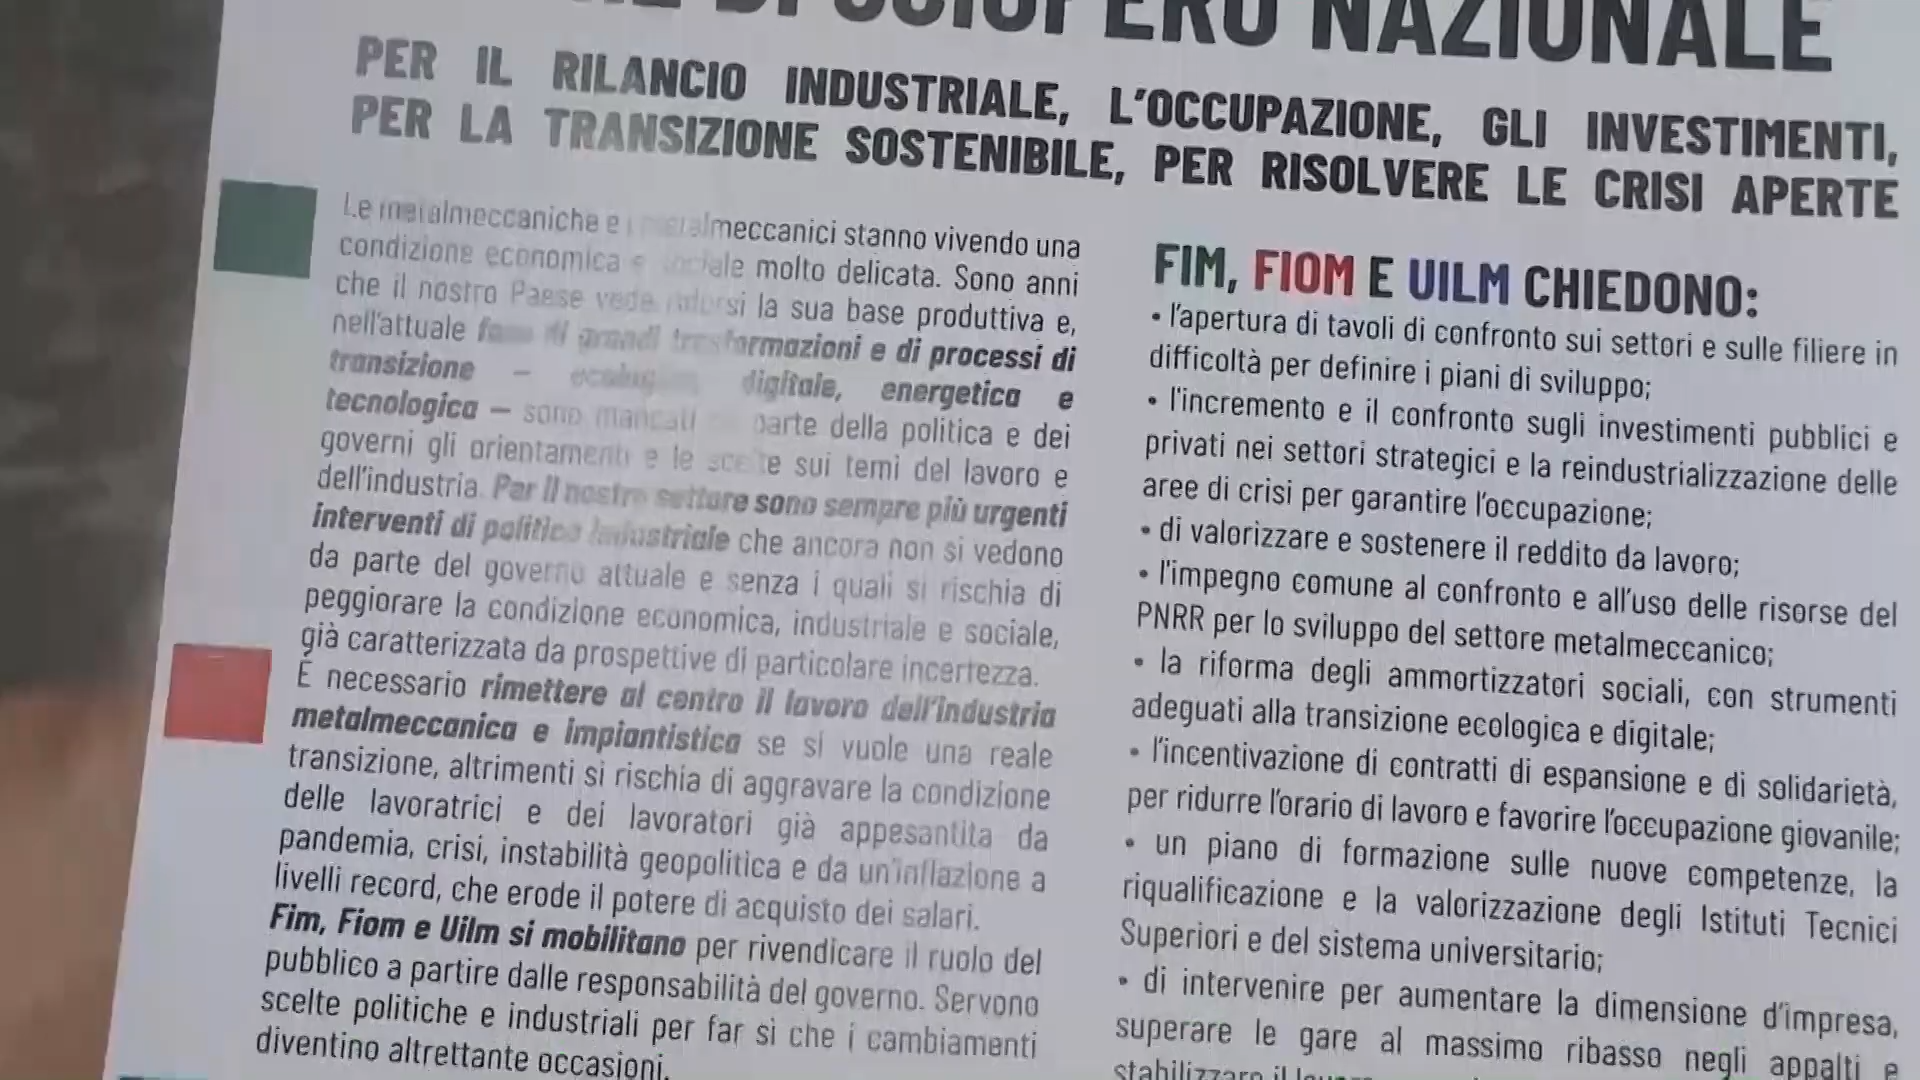 DI SCIOPERO NAZIONALE
PER IL RILANCIO INDUSTRIALE, L'OCCUPAZIONE, GLI INVESTIMENTI,
PER LA TRANSIZIONE SOSTENIBILE, PER RISOLVERE LE CRISI APERTE
Le metalmeccaniche e i metalmeccanici stanno vivendo una
condizione economica e sociale molto delicata. Sono anni
che il nostro Paese vede ridursi la sua base produttiva e,
nell'attuale fase di grandi trasformazioni e di processi di
transizione – ecologica, digitale, energetica e
tecnologica – sono mancati da parte della politica e dei
governi gli orientamenti e le scelte sui temi del lavoro e
dell'industria. Per il nostro settore sono sempre più urgenti
interventi di politica industriale che ancora non si vedono
da parte del governo attuale e senza i quali si rischia di
peggiorare la condizione economica, industriale e sociale,
già caratterizzata da prospettive di particolare incertezza.
È necessario rimettere al centro il lavoro dell'industria
metalmeccanica e impiantistica se si vuole una reale
transizione, altrimenti si rischia di aggravare la condizione
delle lavoratrici e dei lavoratori già appesantita da
pandemia, crisi, instabilità geopolitica e da un'inflazione a
livelli record, che erode il potere di acquisto dei salari.
Fim, Fiom e Uilm si mobilitano per rivendicare il ruolo del
pubblico a partire dalle responsabilità del governo. Servono
scelte politiche e industriali per far sì che i cambiamenti
diventino altrettante occasioni.
FIM, FIOM E UILM CHIEDONO:
• l'apertura di tavoli di confronto sui settori e sulle filiere in
difficoltà per definire i piani di sviluppo;
• l'incremento e il confronto sugli investimenti pubblici e
privati nei settori strategici e la reindustrializzazione delle
aree di crisi per garantire l'occupazione;
• di valorizzare e sostenere il reddito da lavoro;
• l'impegno comune al confronto e all'uso delle risorse del
PNRR per lo sviluppo del settore metalmeccanico;
• la riforma degli ammortizzatori sociali, con strumenti
adeguati alla transizione ecologica e digitale;
• l'incentivazione di contratti di espansione e di solidarietà,
per ridurre l'orario di lavoro e favorire l'occupazione giovanile;
• un piano di formazione sulle nuove competenze, la
riqualificazione e la valorizzazione degli Istituti Tecnici
Superiori e del sistema universitario;
• di intervenire per aumentare la dimensione d'impresa,
superare le gare al massimo ribasso negli appalti e
stabilizzare il